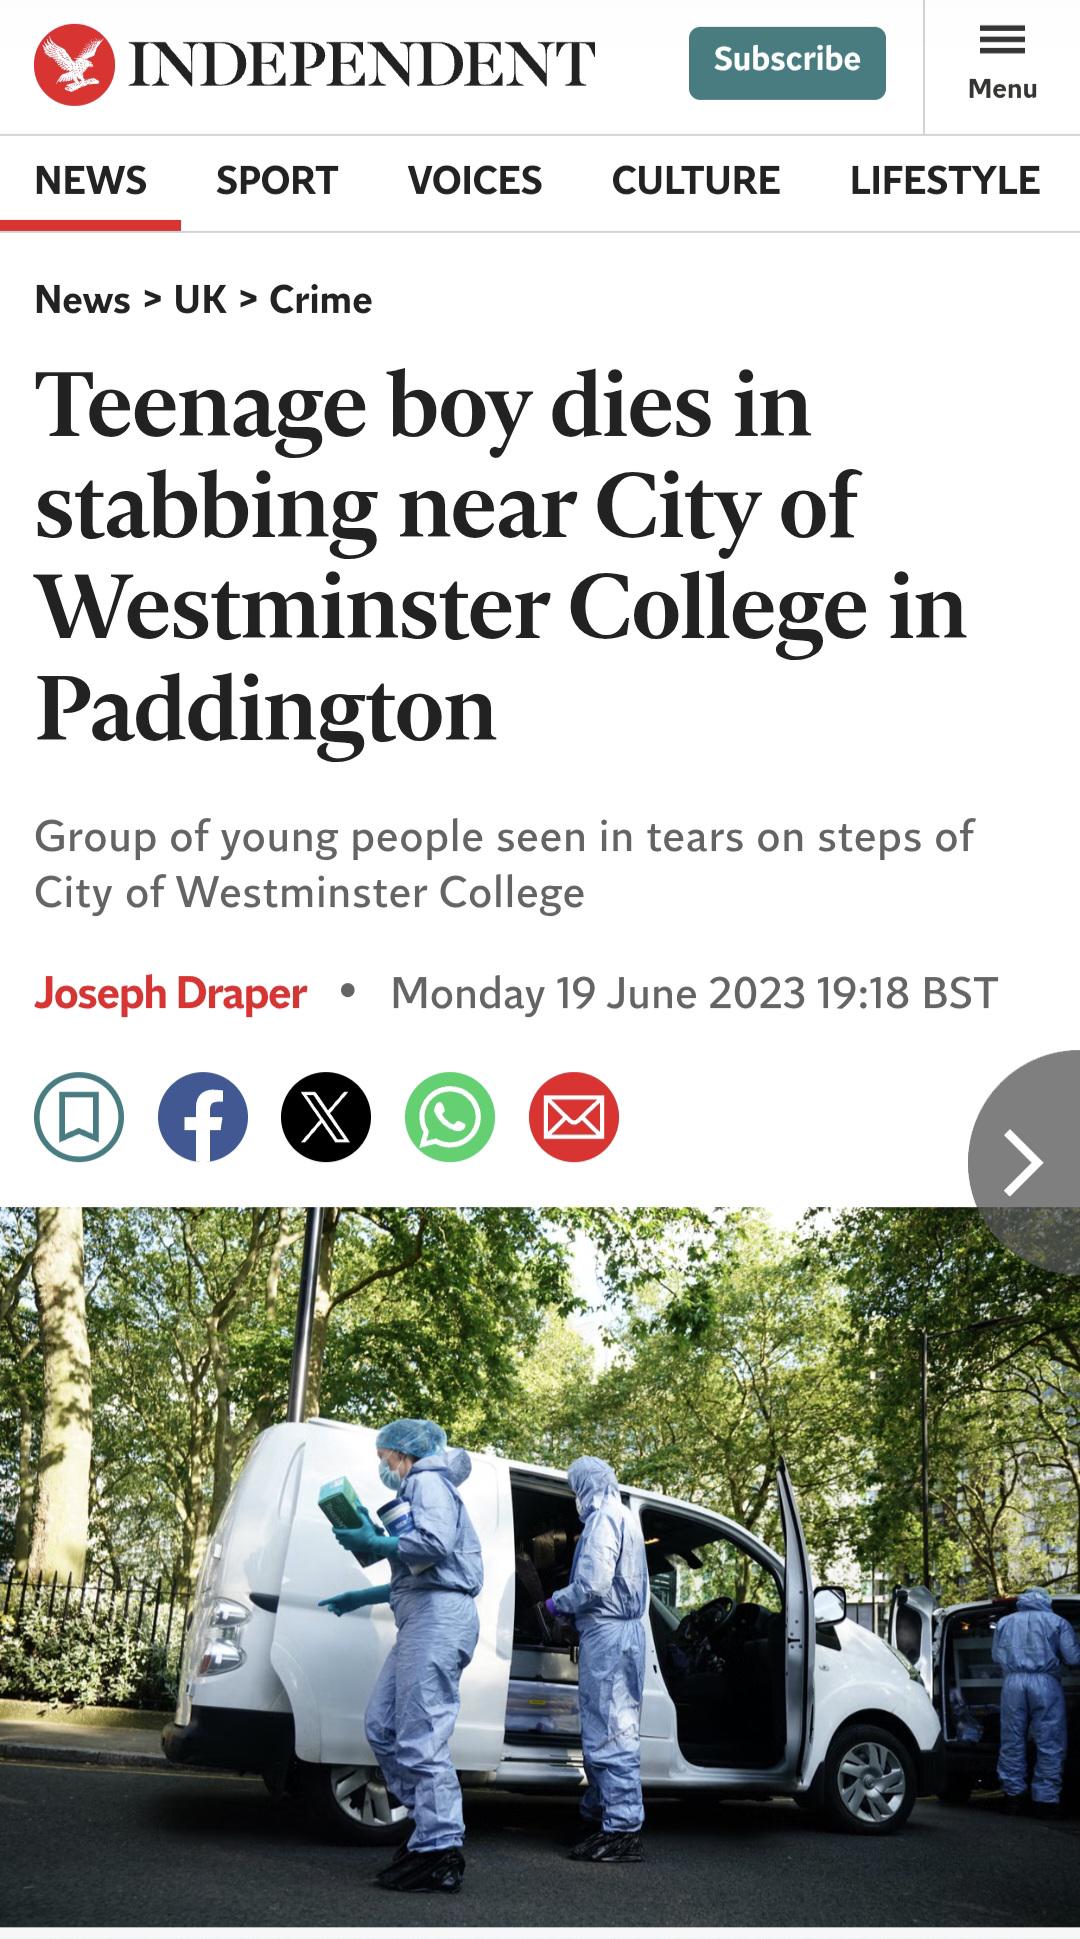 INDEPENDENT
Subscribe
Menu
NEWS SPORT VOICES CULTURE LIFESTYLE
News > UK > Crime
Teenage boy dies in
stabbing near City of
Westminster College in
Paddington
Group of young people seen in tears on steps of
City of Westminster College
Joseph Draper • Monday 19 June 2023 19:18 BST